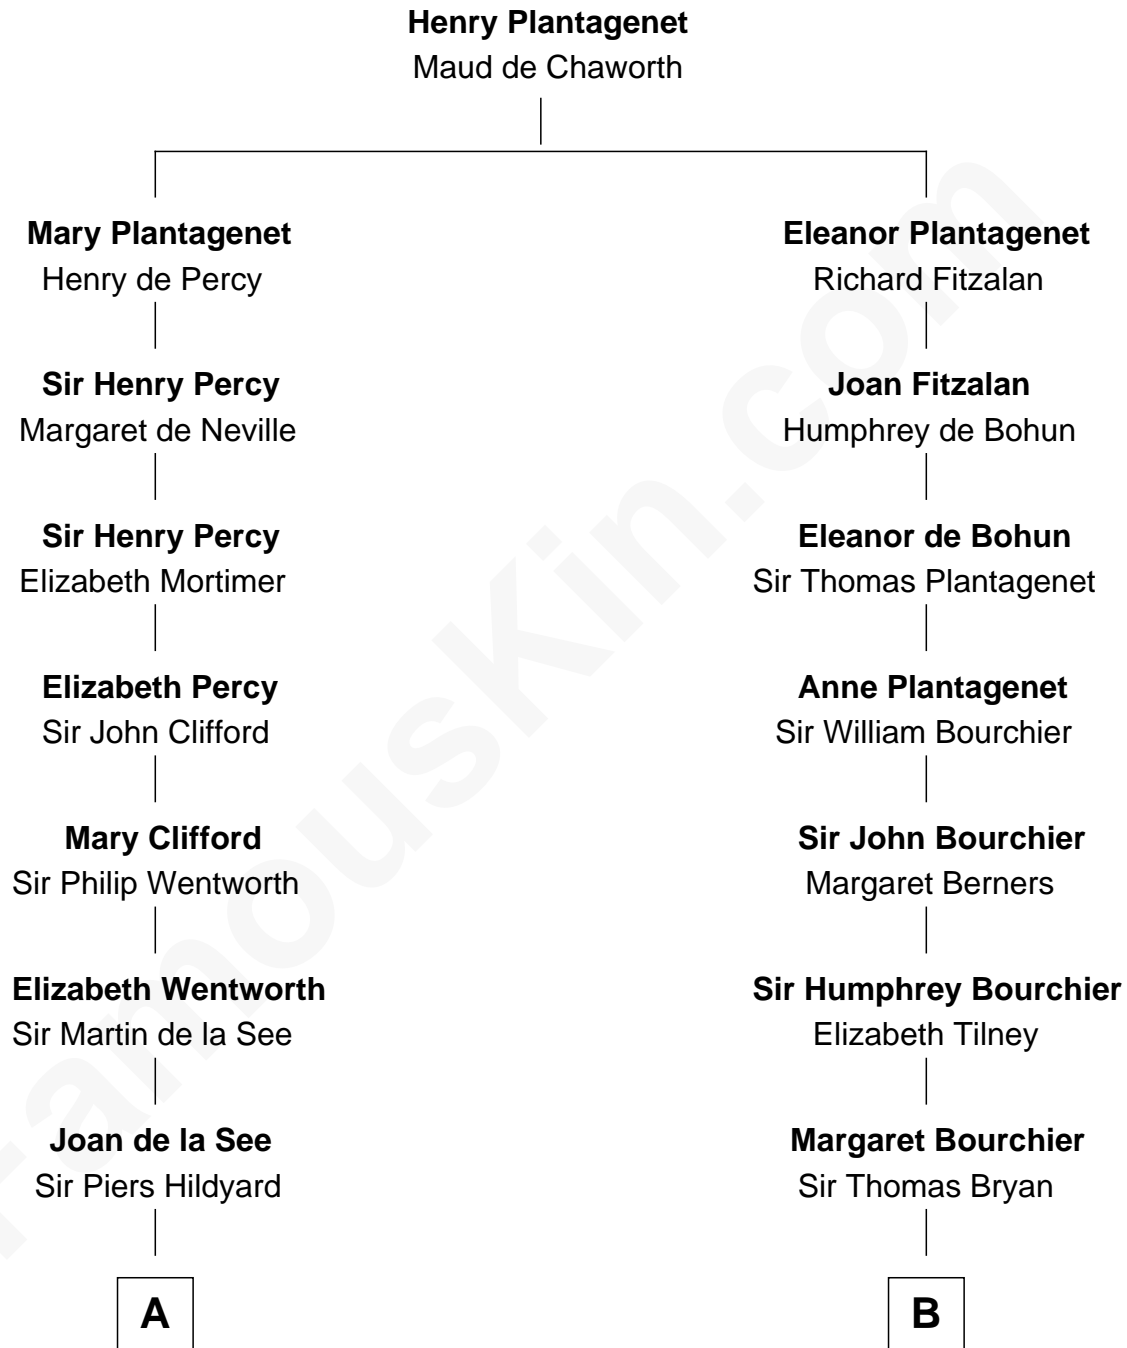 Henry Plantagenet
Maud de Chaworth
Mary Plantagenet
Henry de Percy
Eleanor Plantagenet
Richard Fitzalan
Sir Henry Percy
Margaret de Neville
Joan Fitzalan
Humphrey de Bohun
Sir Henry Percy
Elizabeth Mortimer
Eleanor de Bohun
Sir Thomas Plantagenet
Elizabeth Percy
Sir John Clifford
Anne Plantagenet
Sir William Bourchier
Mary Clifford
Sir Philip Wentworth
Sir John Bourchier
Margaret Berners
Elizabeth Wentworth
Sir Martin de la See
Sir Humphrey Bourchier
Elizabeth Tilney
Joan de la See
Sir Piers Hildyard
Margaret Bourchier
Sir Thomas Bryan
A
B
FamousKin.com